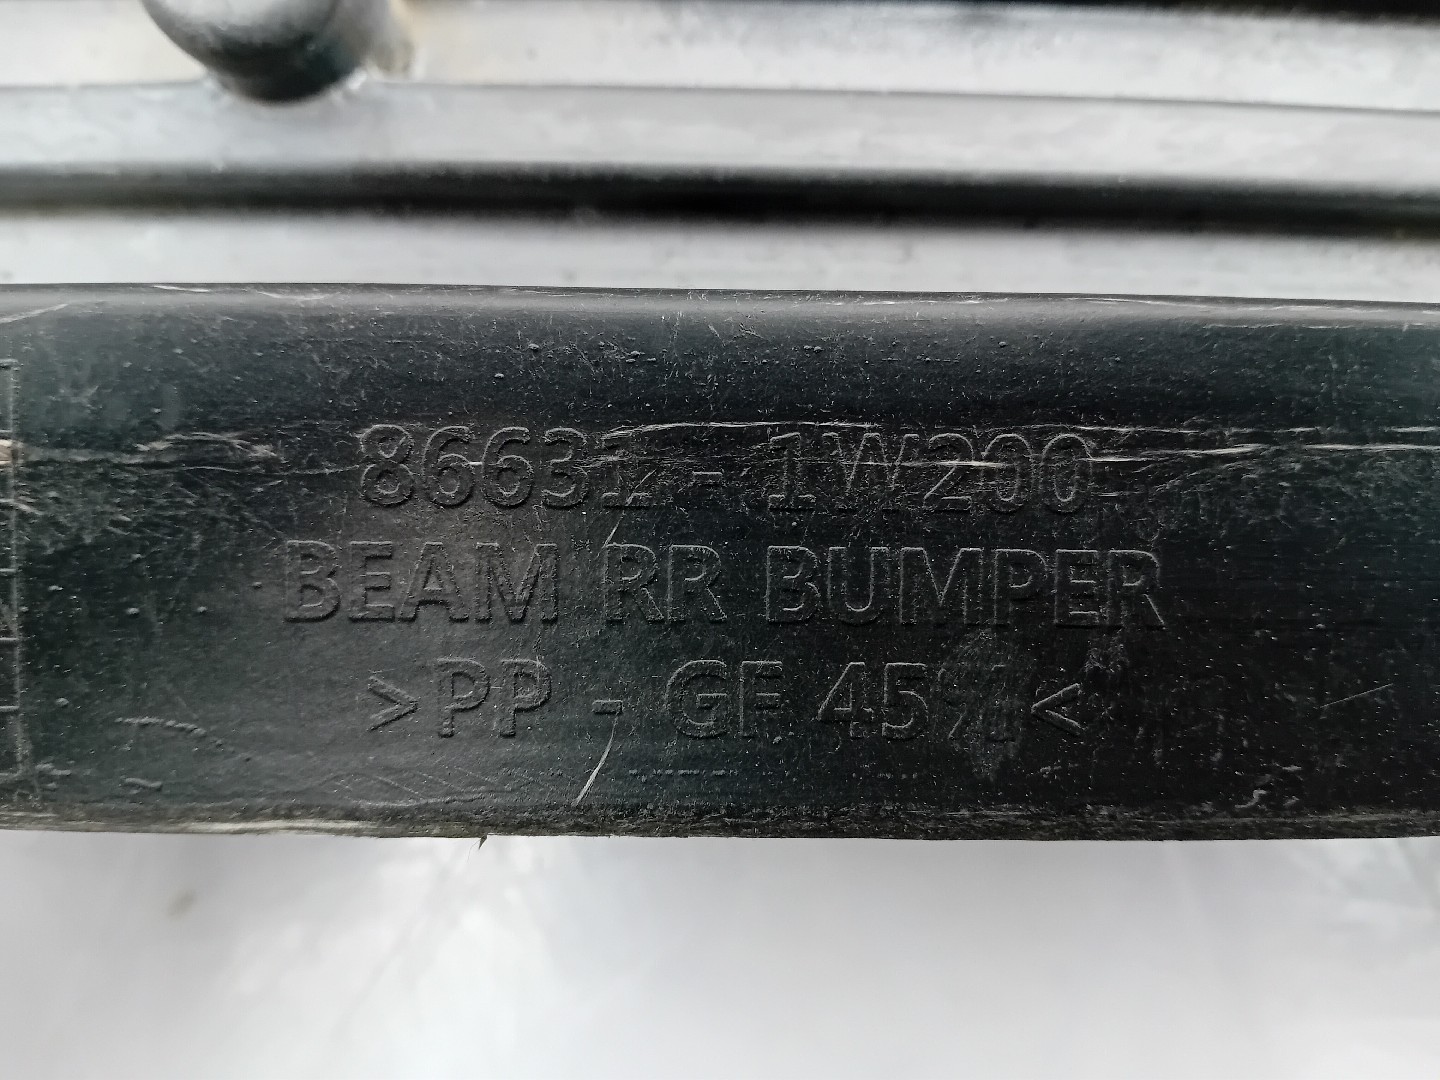 86631-1W200
BEAM RR BUMPER
>PP - GF 45%<